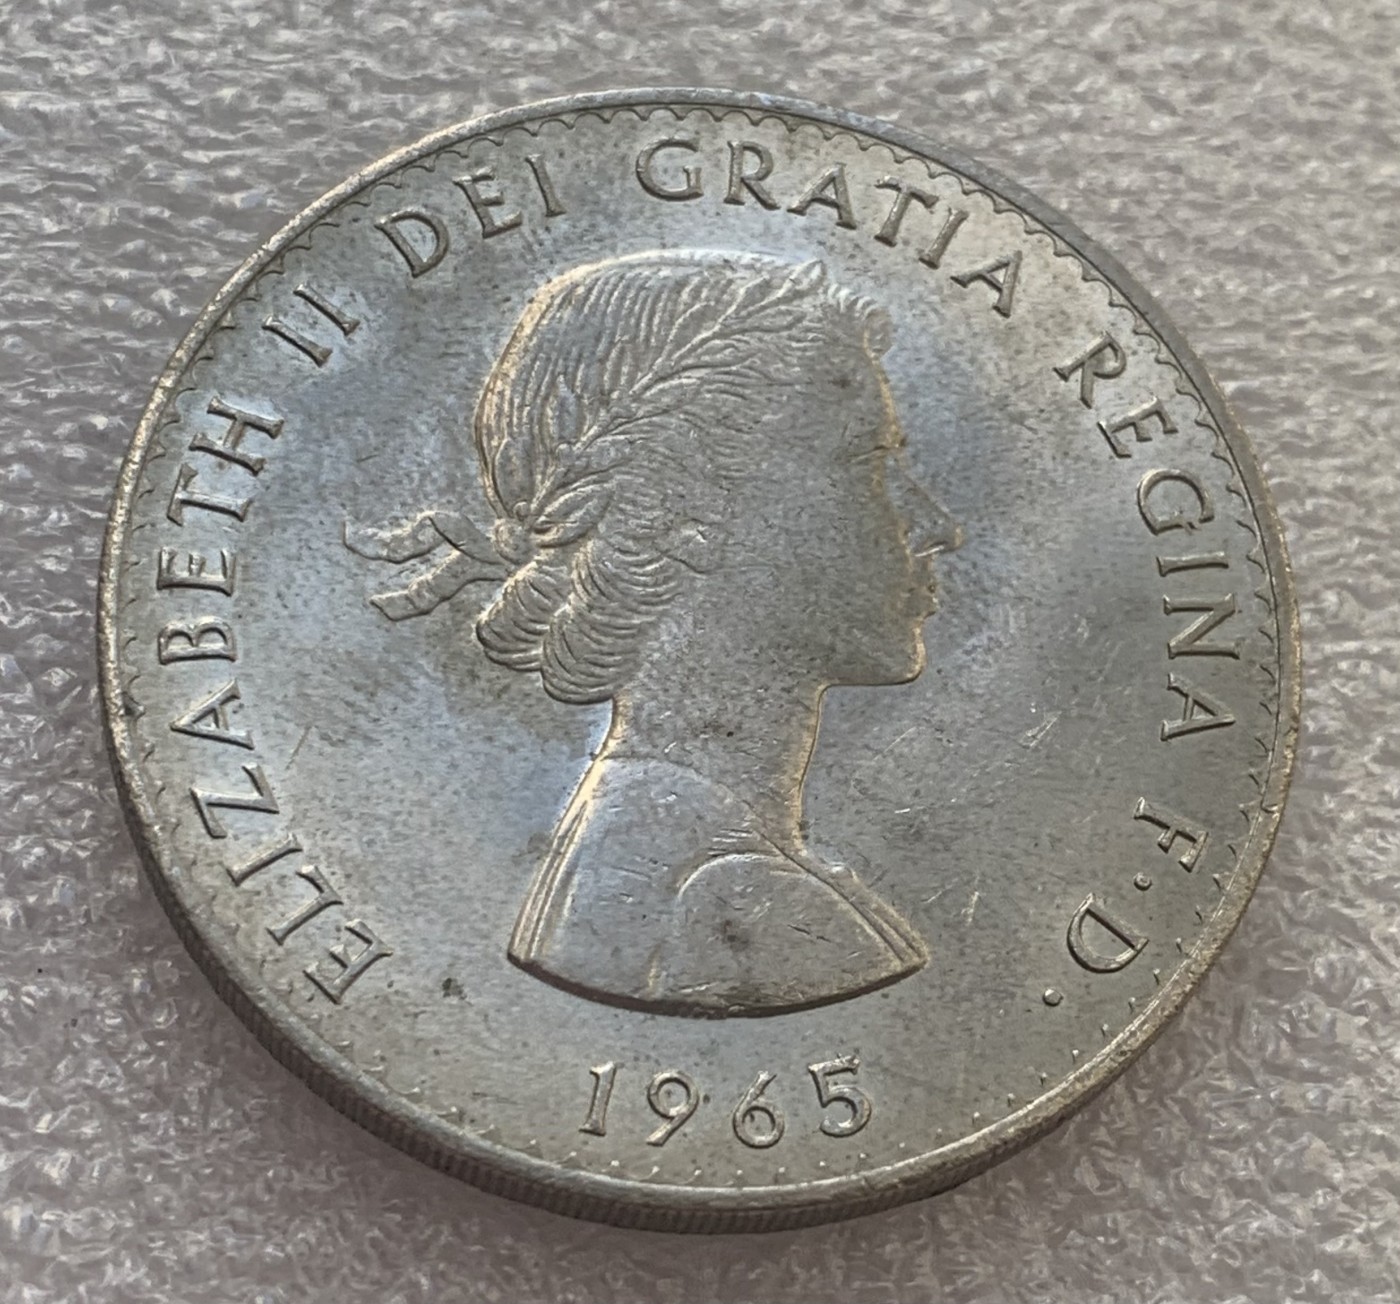 ELIZABETH II DEI GRATIA REGINA F. D.
1965